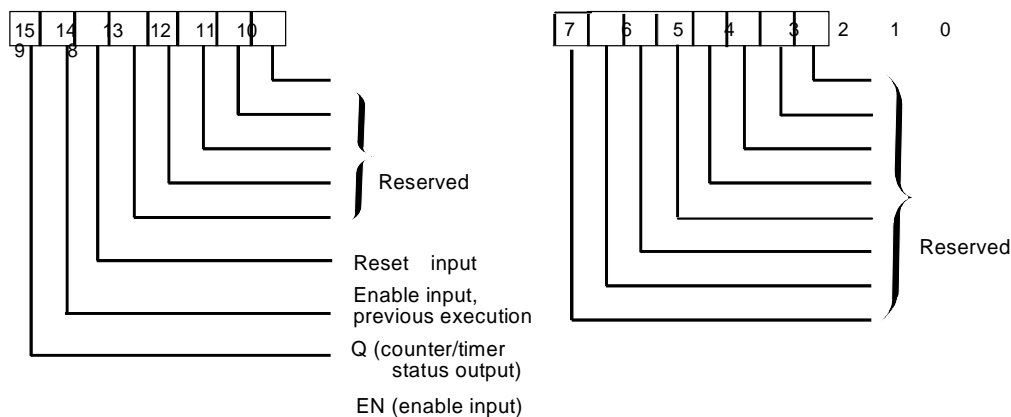 15 14 13 12 11 10
9 8
7 6 5 4 3 2 1 0
Reserved
Reset input
Enable input,
previous execution
Q (counter/timer
status output)
EN (enable input)
Reserved